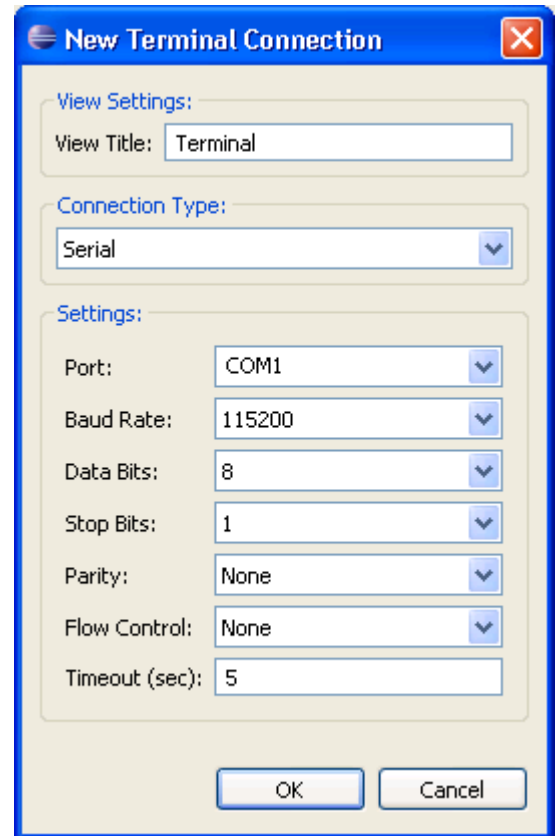 New Terminal Connection
View Settings:
View Title: Terminal
Connection Type:
Serial
Settings:
Port: COM1
Baud Rate: 115200
Data Bits: 8
Stop Bits: 1
Parity: None
Flow Control: None
Timeout (sec): 5
OK Cancel